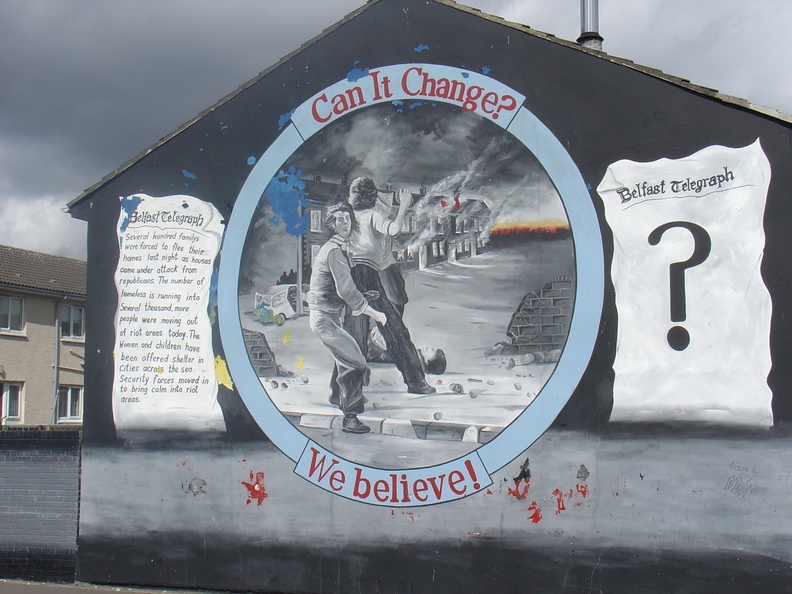 Can It Change?
Belfast Telegraph
Several hundred familys
were forced to flee their
homes last night as houses
came under attack from
republicans. The number of
homeless is running into
Several thousand, more
people were moving out
of riot areas today. The
Women and children have
been offered shelter in
Cities across the sea.
Security forces moved in
to bring calm into riot
areas.
We believe!
Belfast Telegraph
?